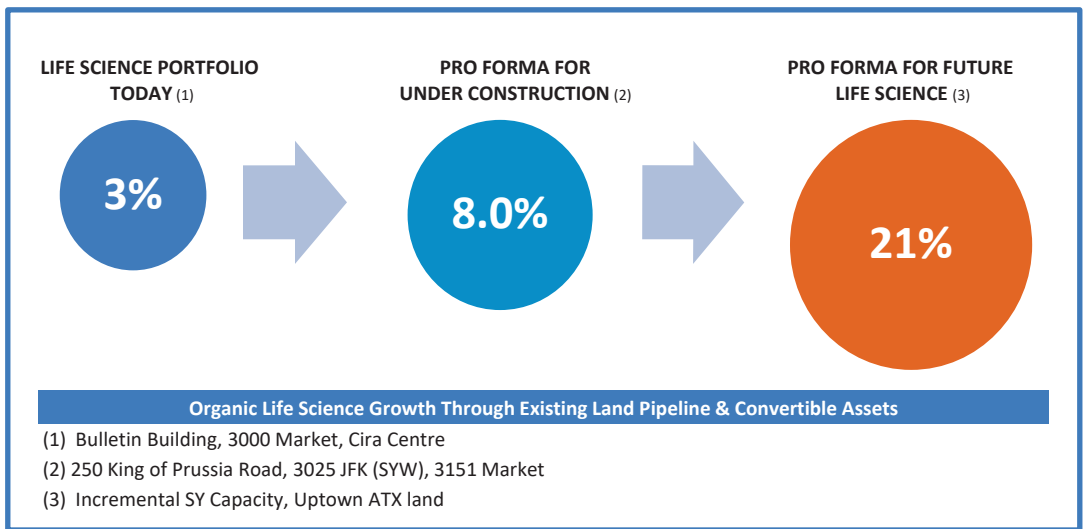 LIFE SCIENCE PORTFOLIO
TODAY (1)
3%
PRO FORMA FOR
UNDER CONSTRUCTION (2)
8.0%
PRO FORMA FOR FUTURE
LIFE SCIENCE (3)
21%
Organic Life Science Growth Through Existing Land Pipeline & Convertible Assets
(1) Bulletin Building, 3000 Market, Cira Centre
(2) 250 King of Prussia Road, 3025 JFK (SYW), 3151 Market
(3) Incremental SY Capacity, Uptown ATX land